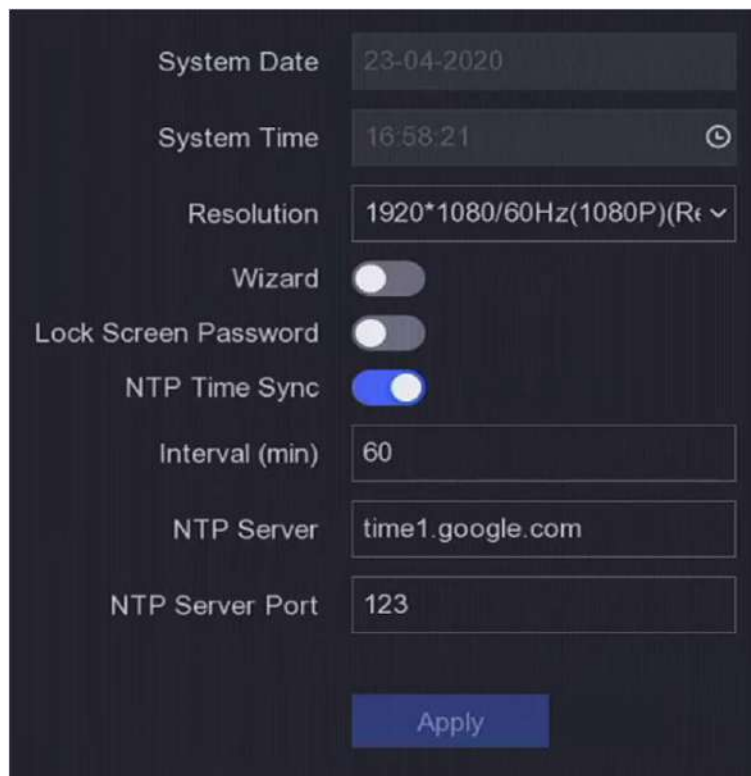 System Date 23-04-2020
System Time 16:58:21
Resolution 1920*1080/60Hz(1080P)(Re
Wizard
Lock Screen Password
NTP Time Sync
Interval (min) 60
NTP Server time1.google.com
NTP Server Port 123
Apply